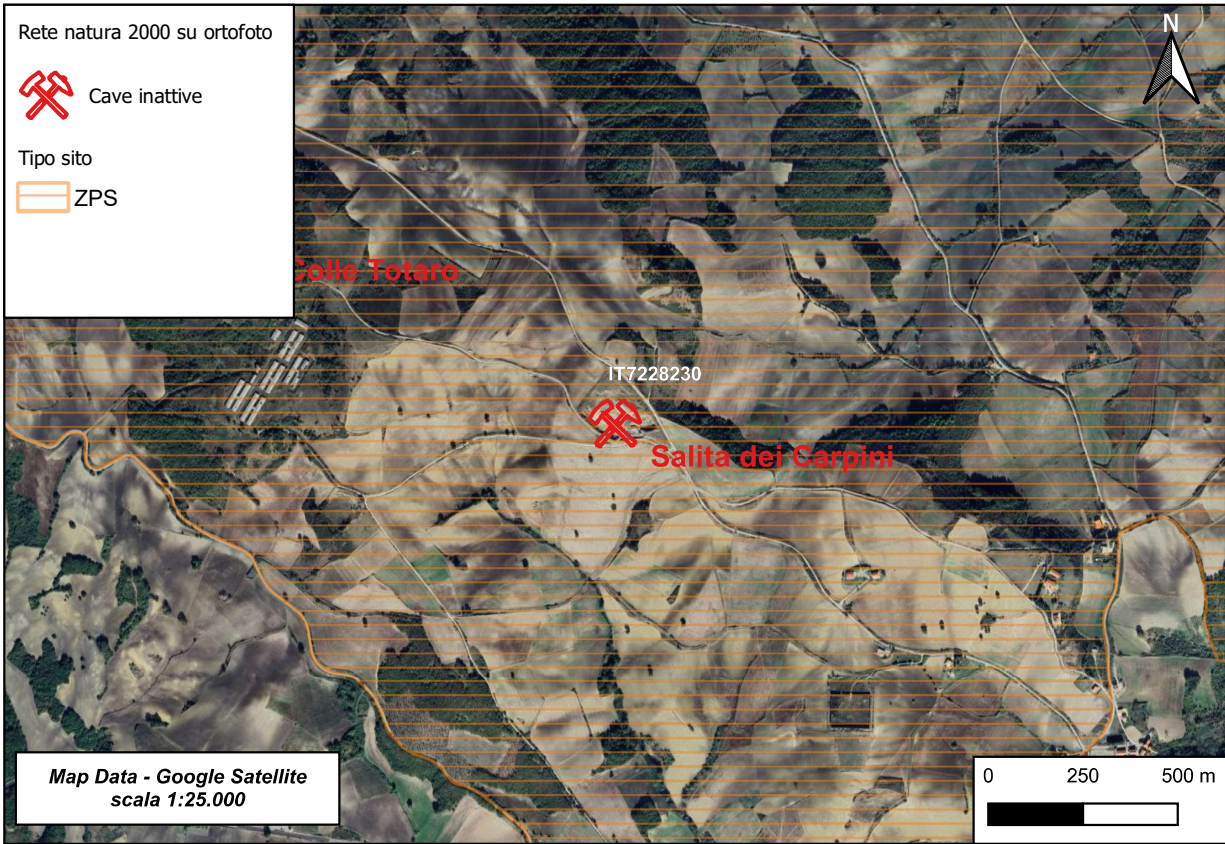 Rete natura 2000 su ortofoto
N
Cave inattive
Tipo sito
ZPS
Colle Totaro
IT7228230
Salita dei Carpini
Map Data - Google Satellite
scala 1:25.000
0 250 500 m